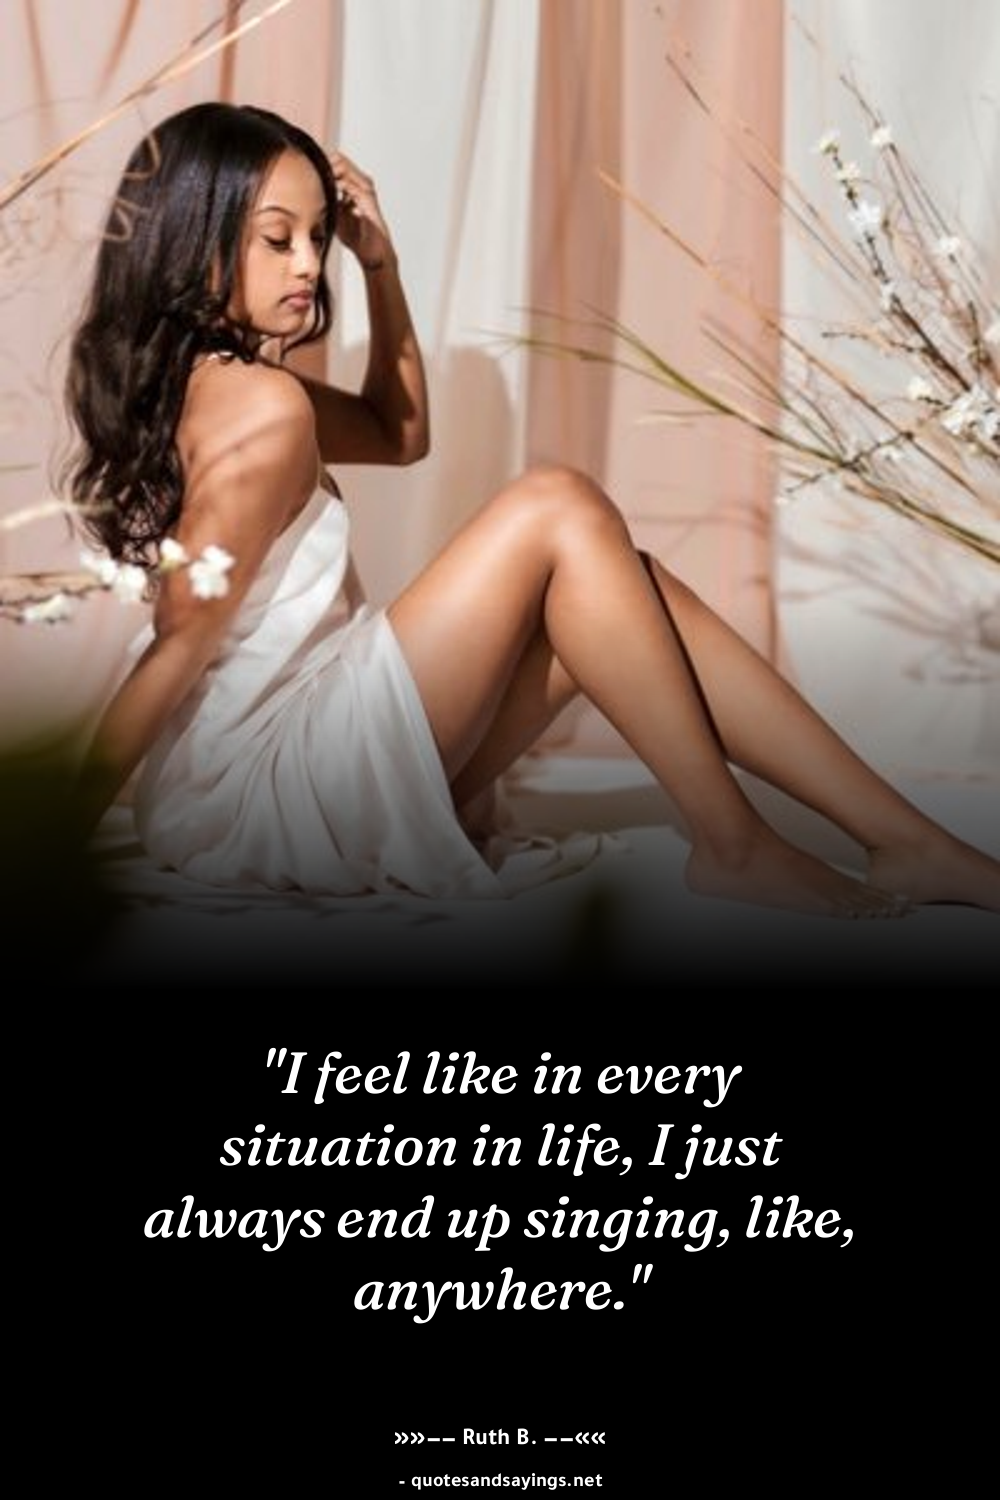 "I feel like in every
situation in life, I just
always end up singing, like,
anywhere."
»»–– Ruth B. ––««
- quotesandsayings.net